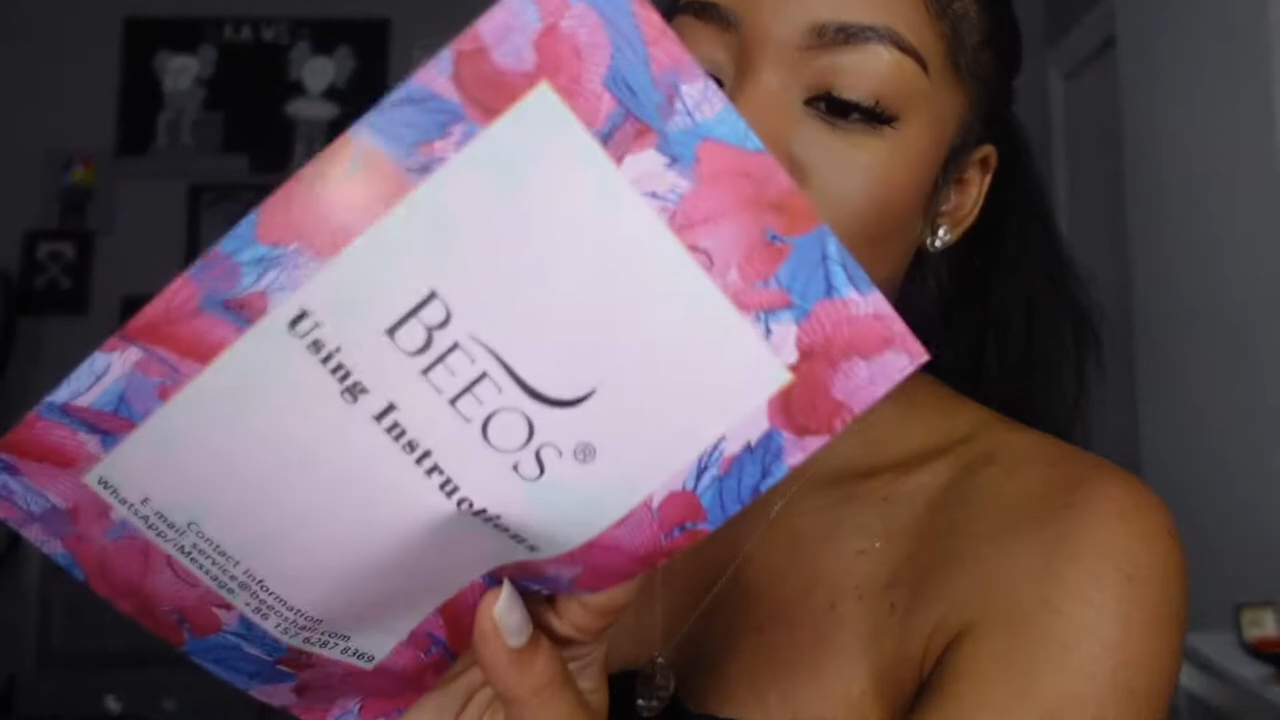 BEEOS®
Using Instructions
Contact information
E-mail: service@beeoshair.com
WhatsApp/iMessage: +86 157 6287 8369